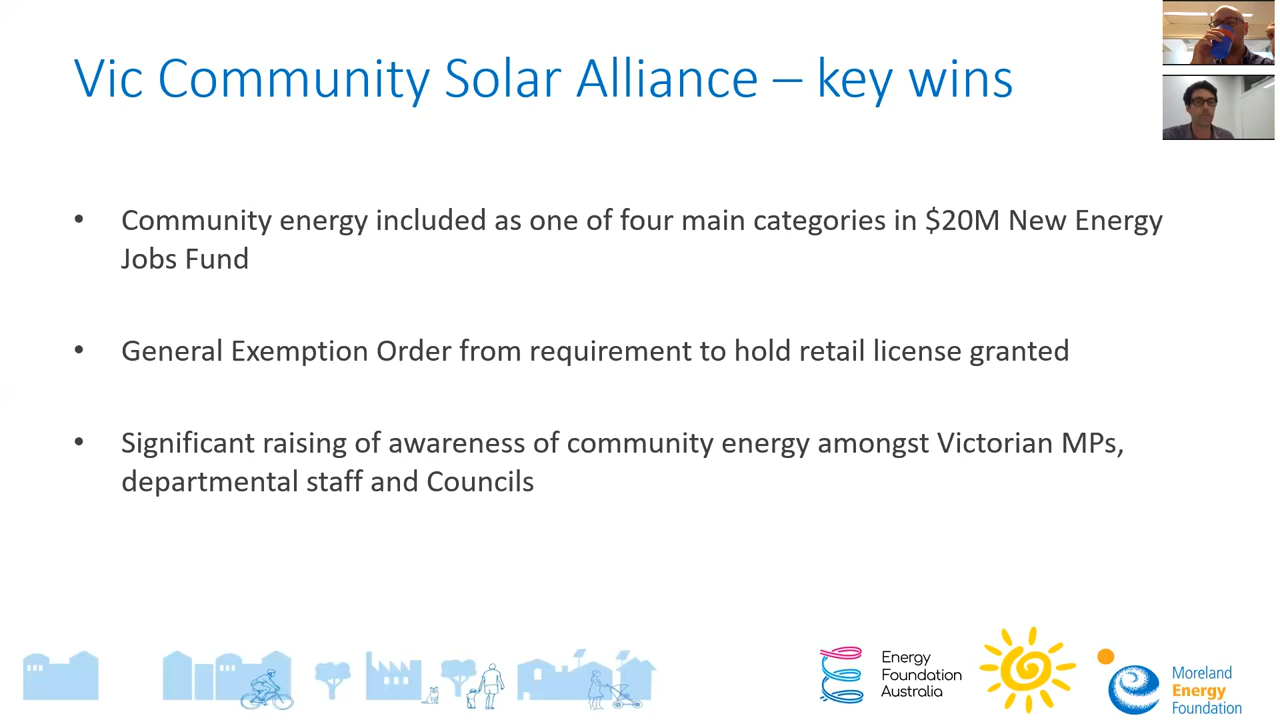 Vic Community Solar Alliance – key wins
• Community energy included as one of four main categories in $20M New Energy
Jobs Fund
• General Exemption Order from requirement to hold retail license granted
• Significant raising of awareness of community energy amongst Victorian MPs,
departmental staff and Councils
Energy
Foundation
Australia
Moreland
Energy
Foundation